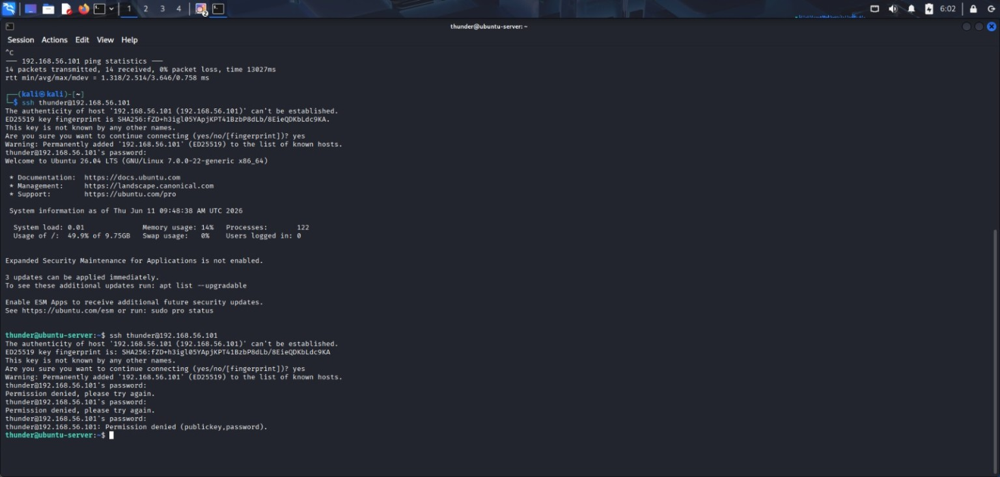 1 2 3 4 2 6:02
thunder@ubuntu-server: ~
Session Actions Edit View Help
^C
--- 192.168.56.101 ping statistics ---
14 packets transmitted, 14 received, 0% packet loss, time 13027ms
rtt min/avg/max/mdev = 1.318/2.514/3.646/0.758 ms
┌──(kali㉿kali)-[~]
└─$ ssh thunder@192.168.56.101
The authenticity of host '192.168.56.101 (192.168.56.101)' can't be established.
ED25519 key fingerprint is SHA256:fZD+h3igl05YApjKPT41BzbP8dLb/8EieQDKbLdc9KA.
This key is not known by any other names.
Are you sure you want to continue connecting (yes/no/[fingerprint])? yes
Warning: Permanently added '192.168.56.101' (ED25519) to the list of known hosts.
thunder@192.168.56.101's password:
Welcome to Ubuntu 26.04 LTS (GNU/Linux 7.0.0-22-generic x86_64)
* Documentation: https://docs.ubuntu.com
* Management: https://landscape.canonical.com
* Support: https://ubuntu.com/pro
System information as of Thu Jun 11 09:48:38 AM UTC 2026
System load: 0.01 Memory usage: 14% Processes: 122
Usage of /: 49.9% of 9.75GB Swap usage: 0% Users logged in: 0
Expanded Security Maintenance for Applications is not enabled.
3 updates can be applied immediately.
To see these additional updates run: apt list --upgradable
Enable ESM Apps to receive additional future security updates.
See https://ubuntu.com/esm or run: sudo pro status
thunder@ubuntu-server:~$ ssh thunder@192.168.56.101
The authenticity of host '192.168.56.101 (192.168.56.101)' can't be established.
ED25519 key fingerprint is: SHA256:fZD+h3igl05YApjKPT41BzbP8dLb/8EieQDKbLdc9KA
This key is not known by any other names.
Are you sure you want to continue connecting (yes/no/[fingerprint])? yes
Warning: Permanently added '192.168.56.101' (ED25519) to the list of known hosts.
thunder@192.168.56.101's password:
Permission denied, please try again.
thunder@192.168.56.101's password:
Permission denied, please try again.
thunder@192.168.56.101's password:
thunder@192.168.56.101: Permission denied (publickey,password).
thunder@ubuntu-server:~$